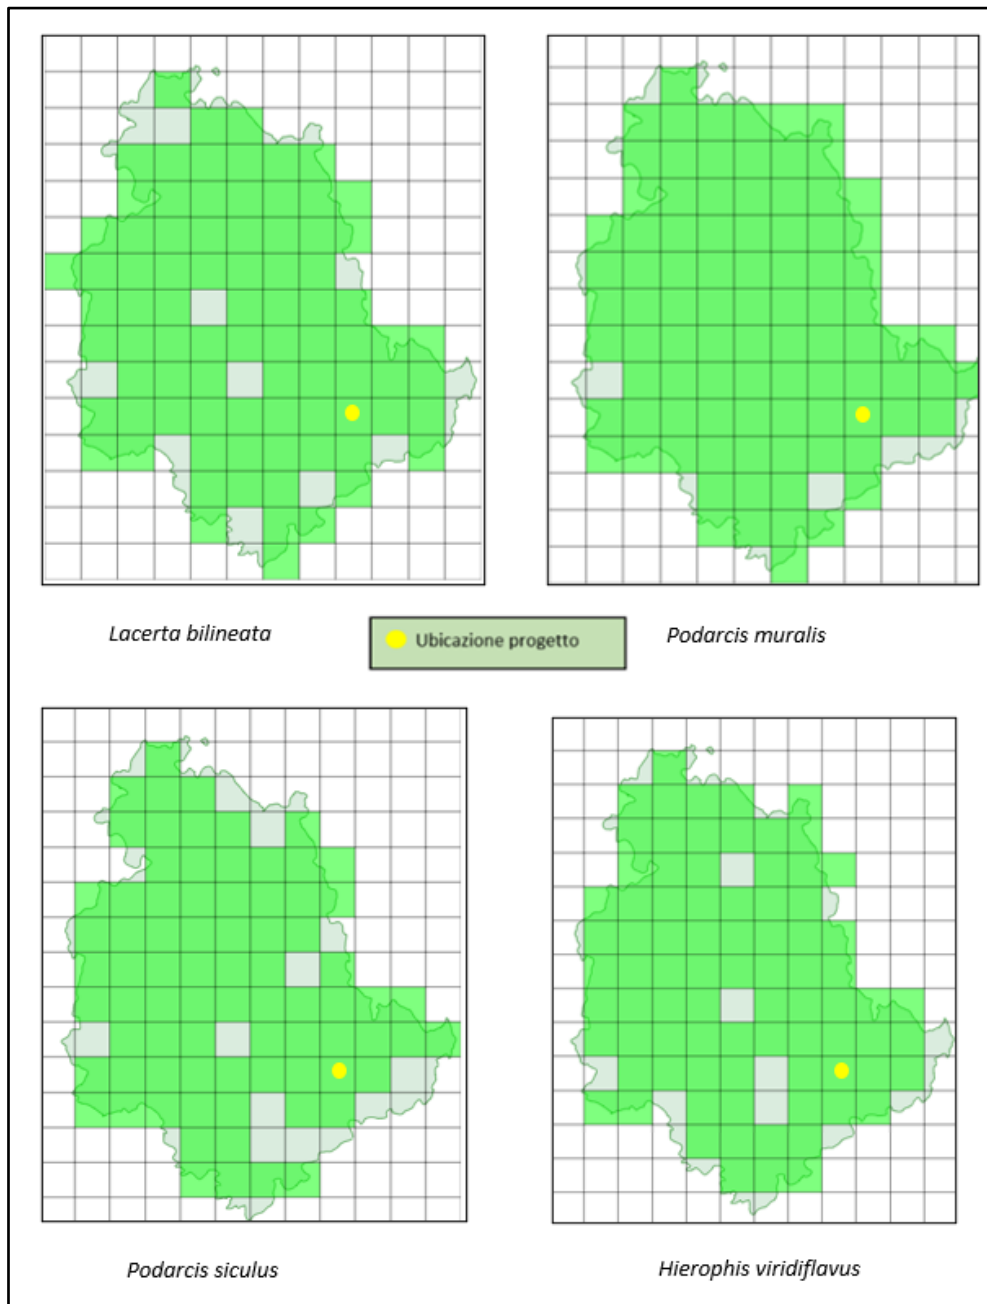 Lacerta bilineata
Ubicazione progetto
Podarcis muralis
Podarcis siculus
Hierophis viridiflavus